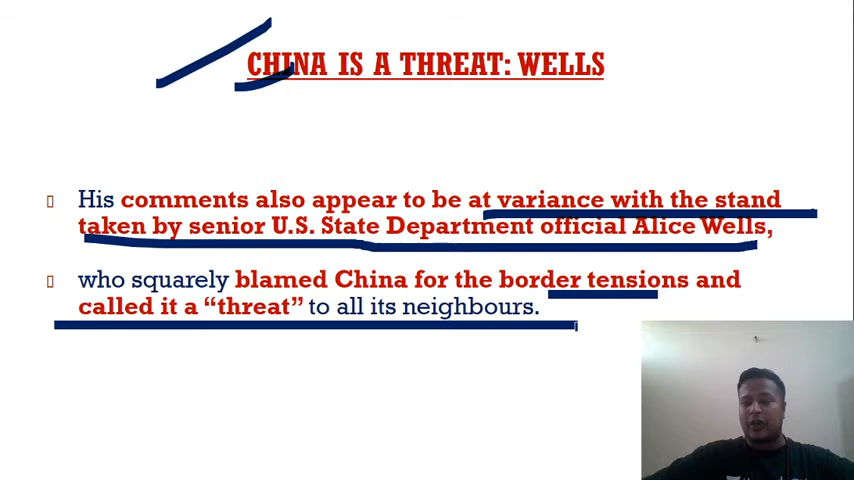 CHINA IS A THREAT: WELLS
His comments also appear to be at variance with the stand
taken by senior U.S. State Department official Alice Wells,
who squarely blamed China for the border tensions and
called it a “threat” to all its neighbours.